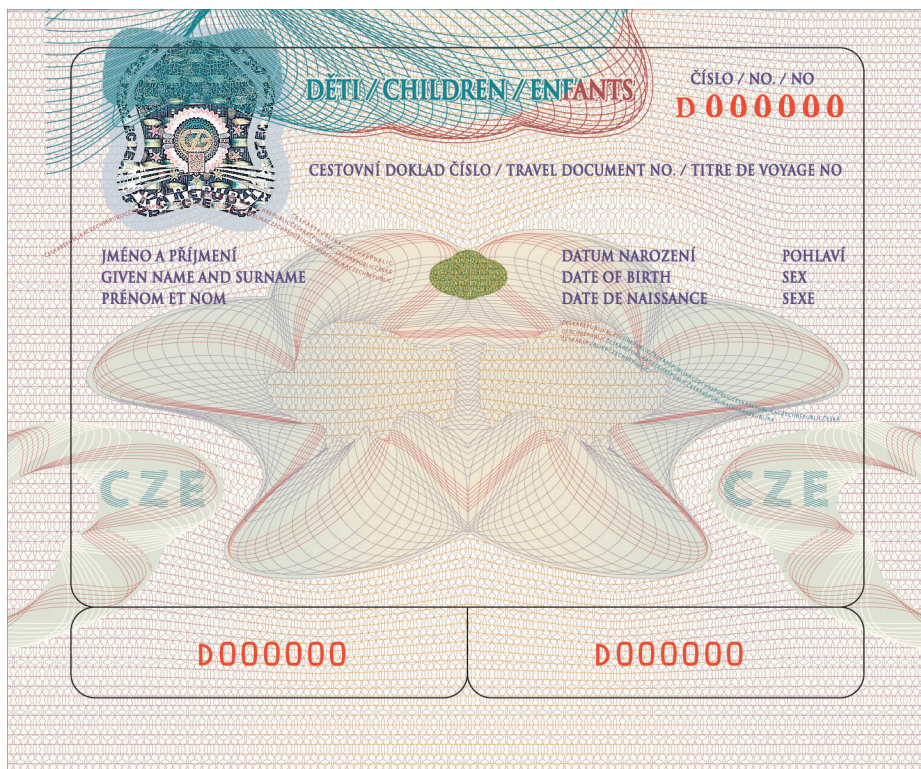 DĚTI / CHILDREN / ENFANTS
ČÍSLO / NO. / NO
D 000000
CESTOVNÍ DOKLAD ČÍSLO / TRAVEL DOCUMENT NO. / TITRE DE VOYAGE NO
JMÉNO A PŘÍJMENÍ DATUM NAROZENÍ POHLAVÍ
GIVEN NAME AND SURNAME DATE OF BIRTH SEX
PRÉNOM ET NOM DATE DE NAISSANCE SEXE
CZE CZE
D000000 D000000